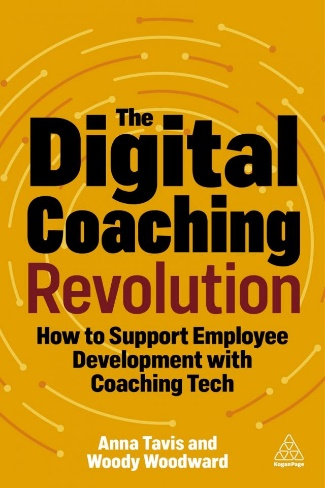 The
Digital
Coaching
Revolution
How to Support Employee
Development with
Coaching Tech
Anna Tavis and
Woody Woodward
KoganPage